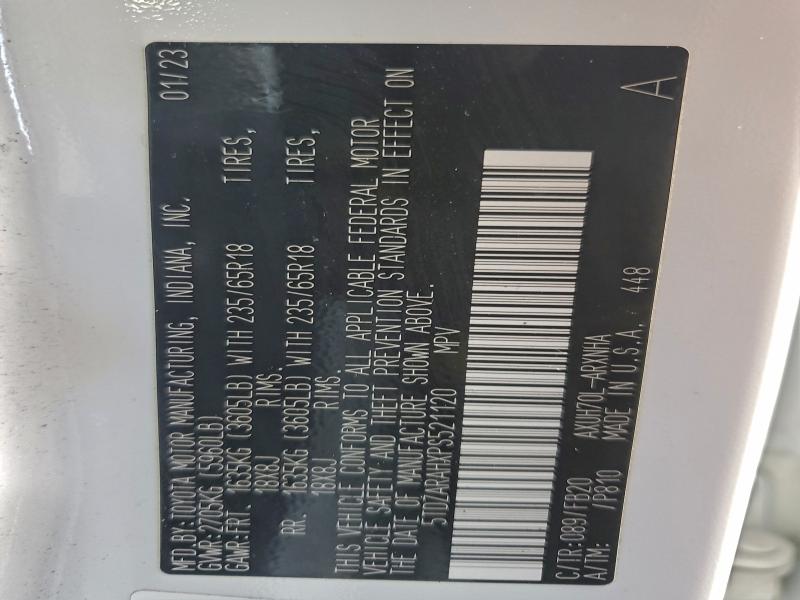 MFD.BY:TOYOTA MOTOR MANUFACTURING, INDIANA, INC. 01/23
GVWR:2705KG (5960LB)
GAWR:FRT. 1635KG (3605LB) WITH 235/65R18 TIRES,
18X8J RIMS.
RR. 1635KG (3605LB) WITH 235/65R18 TIRES,
18X8J RIMS.
THIS VEHICLE CONFORMS TO ALL APPLICABLE FEDERAL MOTOR
VEHICLE SAFETY AND THEFT PREVENTION STANDARDS IN EFFECT ON
THE DATE OF MANUFACTURE SHOWN ABOVE.
5TDZARAHXPS521120 MPV
C/TR:089/FB20 AXUH70L-ARXNHA
A/TM: /P810 MADE IN U.S.A. 448 A